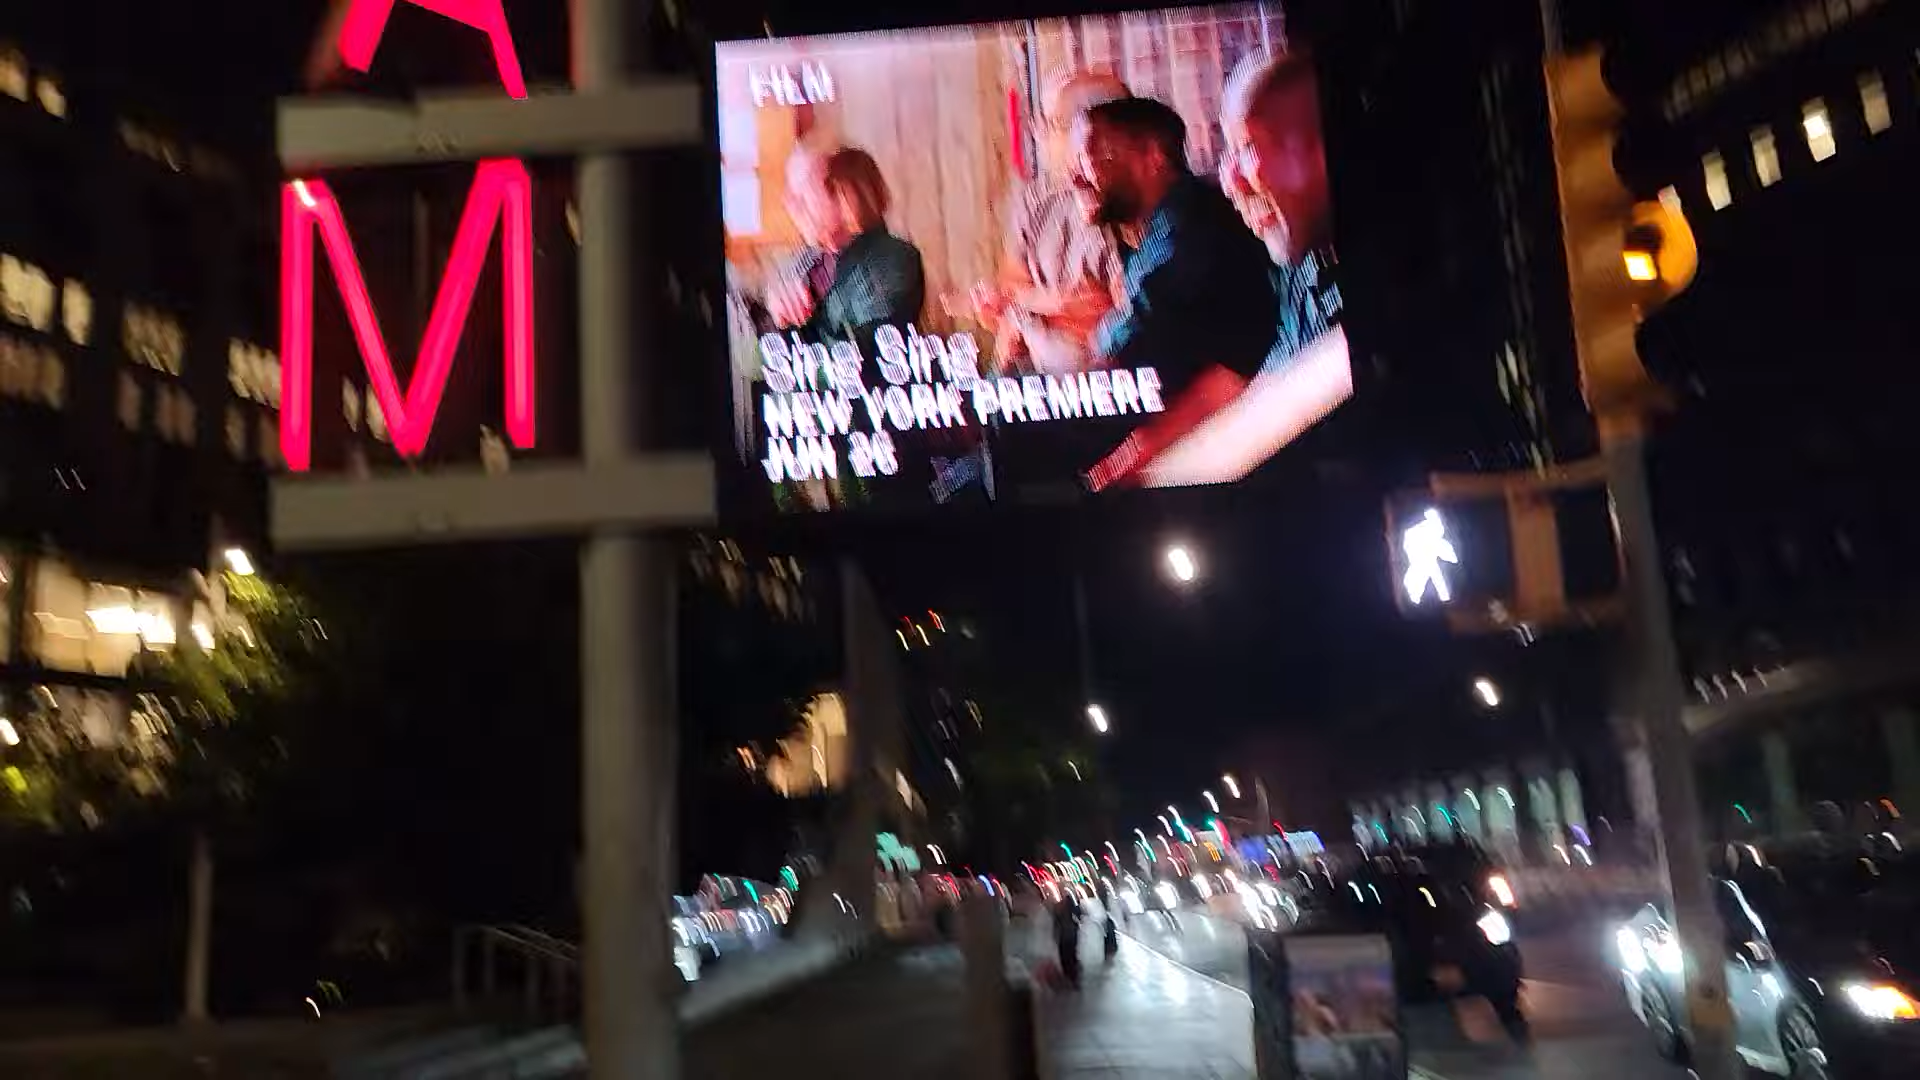 A
M
FILM
Sing Sing
NEW YORK PREMIERE
JUN 26